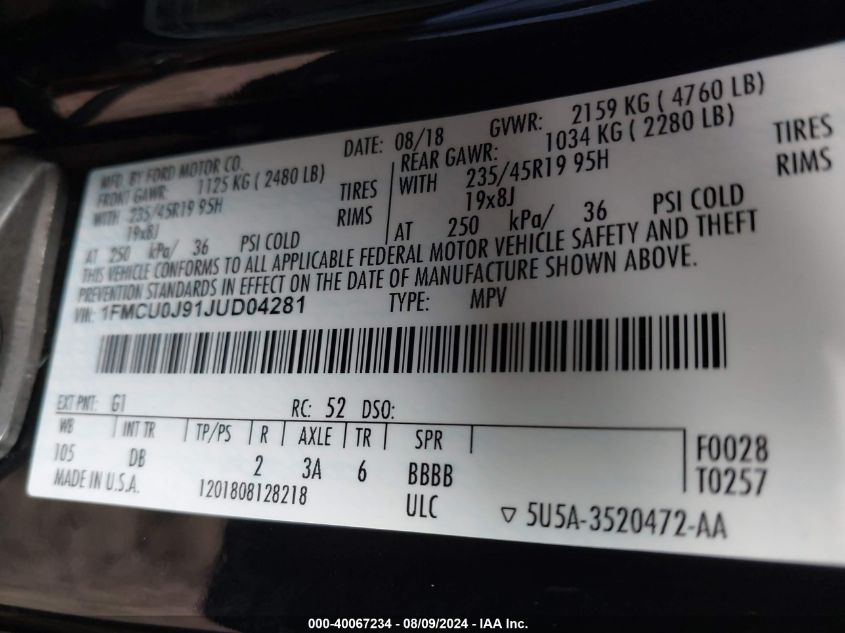 MFD. BY FORD MOTOR CO.
DATE: 08/18 GVWR: 2159 KG ( 4760 LB)
FRONT GAWR: 1125 KG ( 2480 LB)
WITH 235/45R19 95H TIRES
19x8J RIMS
AT 250 kPa/ 36 PSI COLD
REAR GAWR: 1034 KG ( 2280 LB)
WITH 235/45R19 95H TIRES
19x8J RIMS
AT 250 kPa/ 36 PSI COLD
THIS VEHICLE CONFORMS TO ALL APPLICABLE FEDERAL MOTOR VEHICLE SAFETY AND THEFT
PREVENTION STANDARDS IN EFFECT ON THE DATE OF MANUFACTURE SHOWN ABOVE.
VIN: 1FMCU0J91JUD04281 TYPE: MPV
EXT PNT: G1 RC: 52 DSO:
WB INT TR TP/PS R AXLE TR SPR
105 DB 2 3A 6 BBBB
F0028
T0257
MADE IN U.S.A. 1201808128218 ULC
▽ 5U5A-3520472-AA
000-40067234 - 08/09/2024 - IAA Inc.